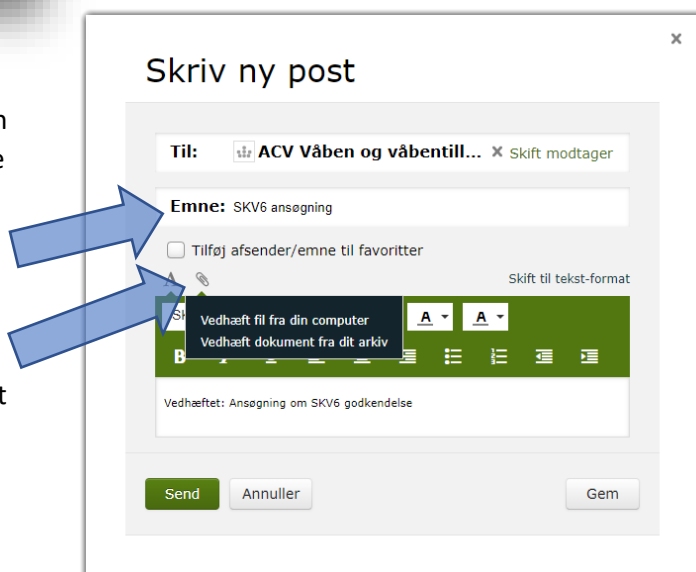 ×
Skriv ny post
n
e
Til: ACV Våben og våbentill... × Skift modtager
Emne: SKV6 ansøgning
Tilføj afsender/emne til favoritter
A Skift til tekst-format
Vedhæft fil fra din computer A A
Vedhæft dokument fra dit arkiv
B
t
Vedhæftet: Ansøgning om SKV6 godkendelse
Send Annuller Gem